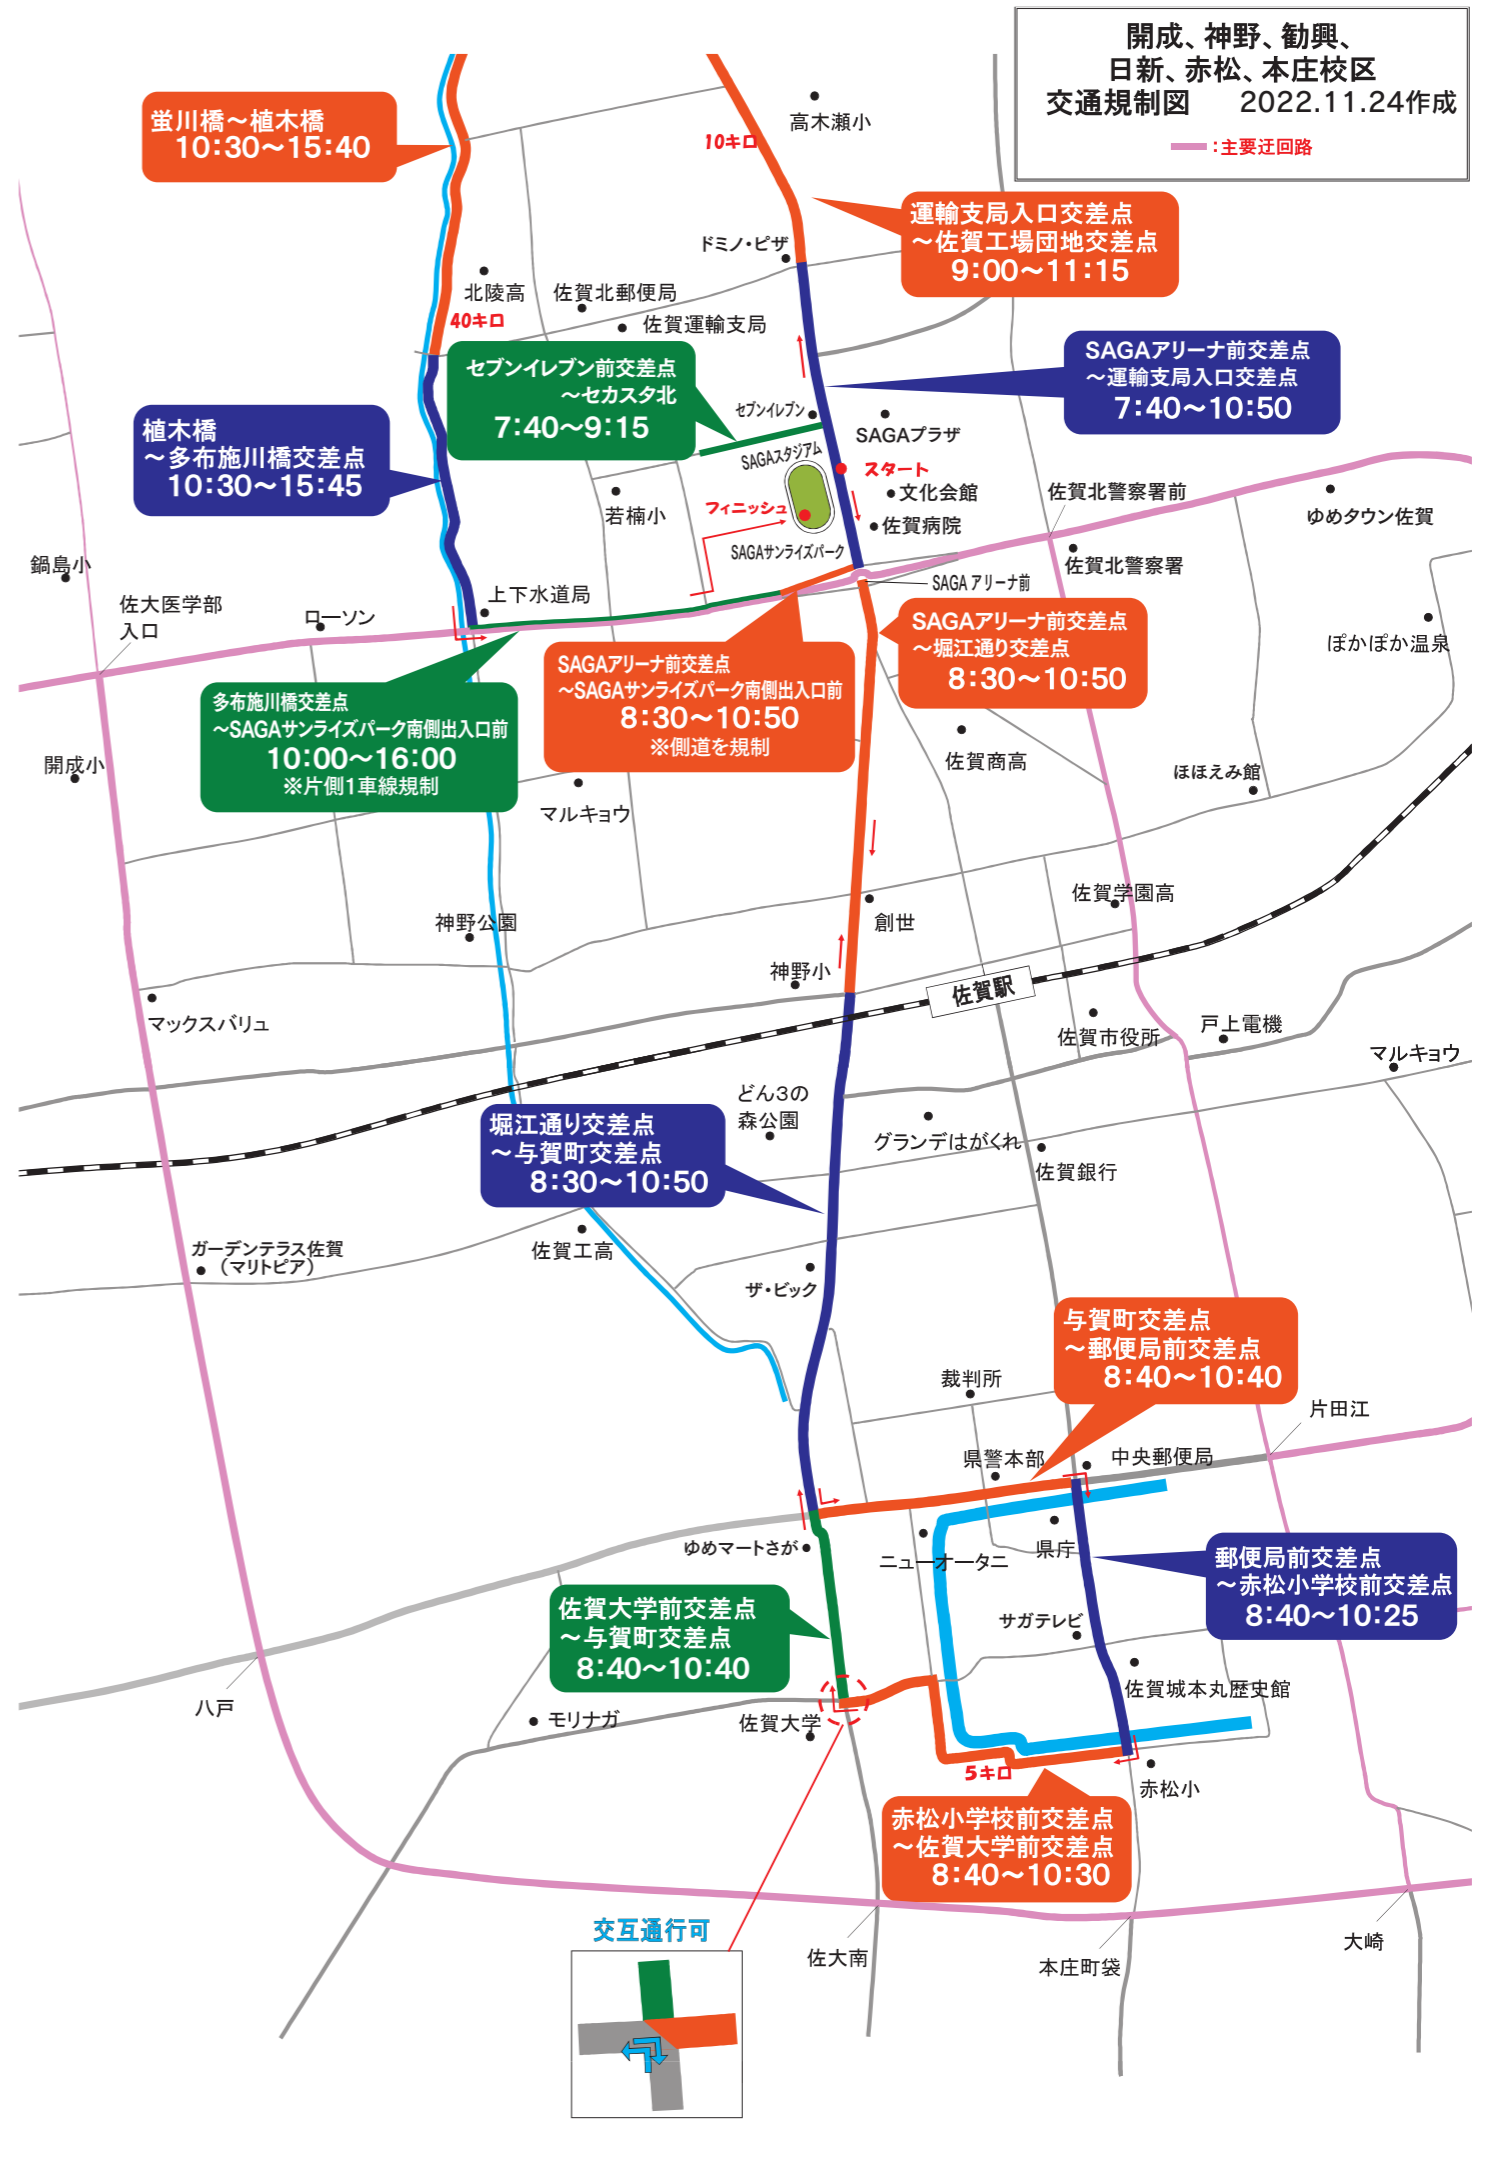 開成、神野、勧興、
日新、赤松、本庄校区
交通規制図 2022.11.24作成
：主要迂回路
蛍川橋～植木橋
10：30～15：40
高木瀬小
10キロ
運輸支局入口交差点
～佐賀工場団地交差点
9：00～11：15
ドミノ・ピザ
北陵高
佐賀北郵便局
40キロ
佐賀運輸支局
SAGAアリーナ前交差点
～運輸支局入口交差点
7：40～10：50
セブンイレブン前交差点
～セカスタ北
7：40～9：15
セブンイレブン
SAGAプラザ
植木橋
～多布施川橋交差点
10：30～15：45
SAGAスタジアム
スタート
文化会館
佐賀北警察署前
ゆめタウン佐賀
若楠小
フィニッシュ
佐賀病院
SAGAサンライズパーク
佐賀北警察署
鍋島小
SAGA アリーナ前
上下水道局
佐大医学部
入口
ローソン
ぽかぽか温泉
SAGAアリーナ前交差点
～堀江通り交差点
8：30～10：50
SAGAアリーナ前交差点
～SAGAサンライズパーク南側出入口前
8：30～10：50
※側道を規制
多布施川橋交差点
～SAGAサンライズパーク南側出入口前
10：00～16：00
※片側1車線規制
開成小
佐賀商高
ほほえみ館
マルキョウ
佐賀学園高
神野公園
創世
神野小
佐賀駅
マックスバリュ
佐賀市役所
戸上電機
マルキョウ
どん3の
森公園
グランデはがくれ
佐賀銀行
堀江通り交差点
～与賀町交差点
8：30～10：50
佐賀工高
ガーデンテラス佐賀
（マリトピア）
ザ・ビック
与賀町交差点
～郵便局前交差点
8：40～10：40
裁判所
片田江
県警本部
中央郵便局
ゆめマートさが
ニューオータニ
県庁
郵便局前交差点
～赤松小学校前交差点
8：40～10：25
佐賀大学前交差点
～与賀町交差点
8：40～10：40
サガテレビ
佐賀城本丸歴史館
八戸
モリナガ
佐賀大学
5キロ
赤松小
赤松小学校前交差点
～佐賀大学前交差点
8：40～10：30
交互通行可
佐大南
本庄町袋
大崎